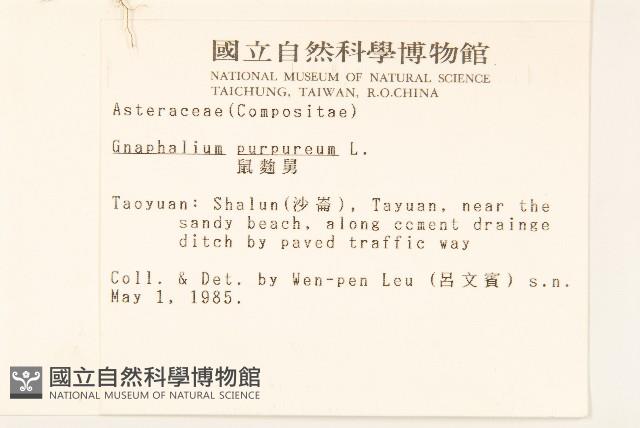 國立自然科學博物館
NATIONAL MUSEUM OF NATURAL SCIENCE
TAICHUNG, TAIWAN, R.O.CHINA
Asteraceae(Compositae)
Gnaphalium purpureum L.
鼠麴舅
Taoyuan: Shalun(沙崙), Tayuan, near the
sandy beach, along cement drainge
ditch by paved traffic way
Coll. & Det. by Wen-pen Leu (呂文賓) s.n.
May 1, 1985.
國立自然科學博物館
NATIONAL MUSEUM OF NATURAL SCIENCE